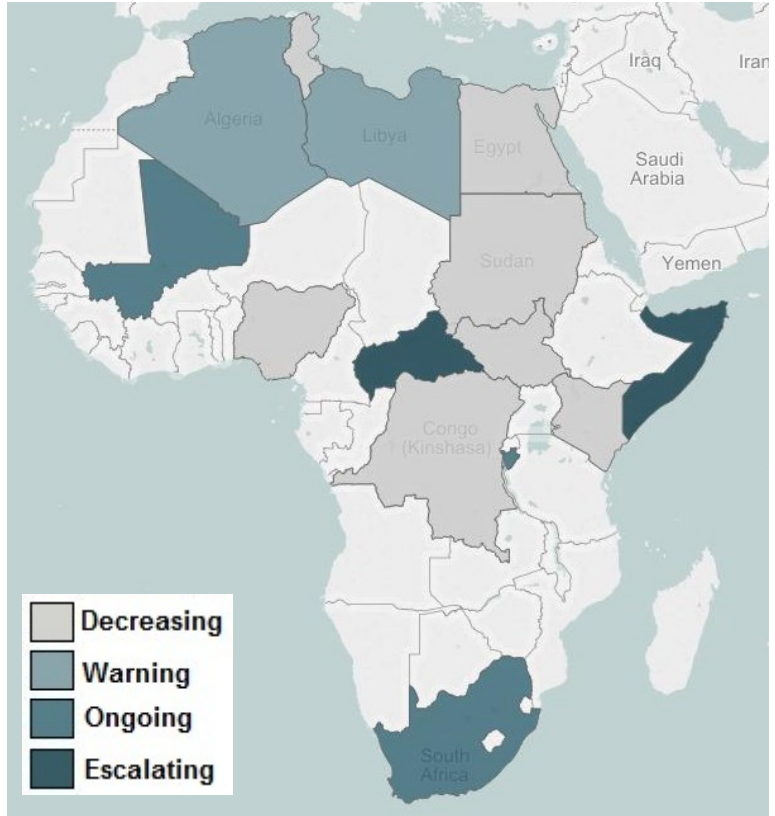 Iraq
Iran
Algeria
Libya
Egypt
Saudi
Arabia
Sudan
Yemen
Congo
(Kinshasa)
South
Africa
Decreasing
Warning
Ongoing
Escalating